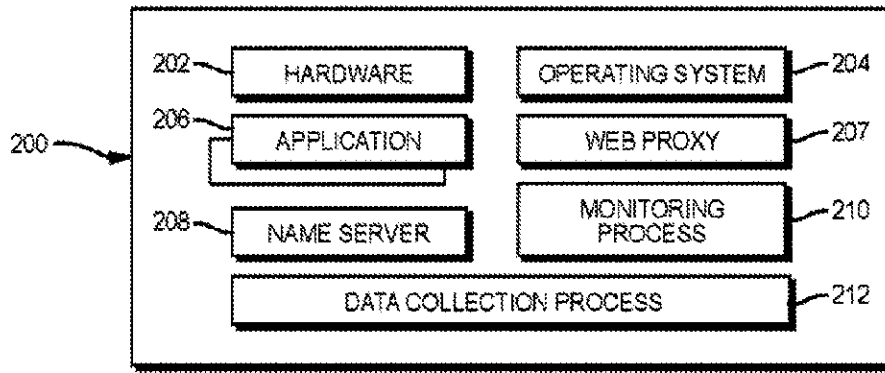 202 HARDWARE OPERATING SYSTEM 204
206 APPLICATION WEB PROXY 207
200
208 NAME SERVER MONITORING PROCESS 210
DATA COLLECTION PROCESS 212